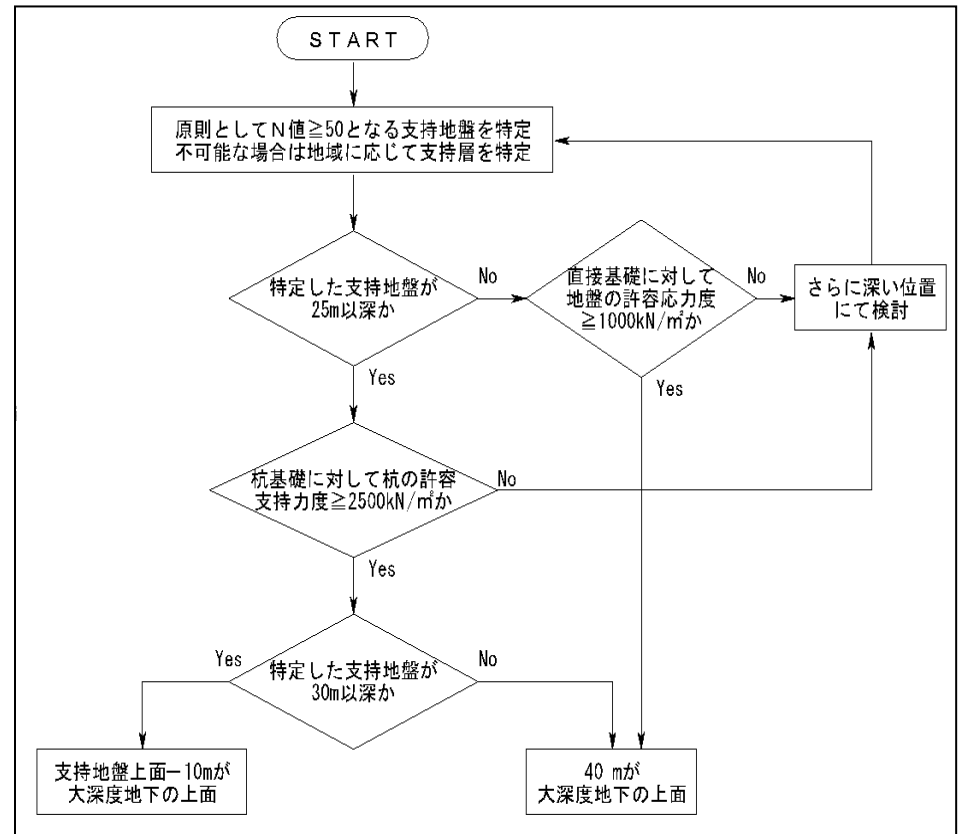 START
原則としてN値≧50となる支持地盤を特定
不可能な場合は地域に応じて支持層を特定
特定した支持地盤が
25m以深か
No
直接基礎に対して
地盤の許容応力度
≧1000kN/㎡か
No
さらに深い位置
にて検討
Yes
Yes
杭基礎に対して杭の許容
支持力度≧2500kN/㎡か
No
Yes
特定した支持地盤が
30m以深か
Yes
No
支持地盤上面－10mが
大深度地下の上面
40 mが
大深度地下の上面